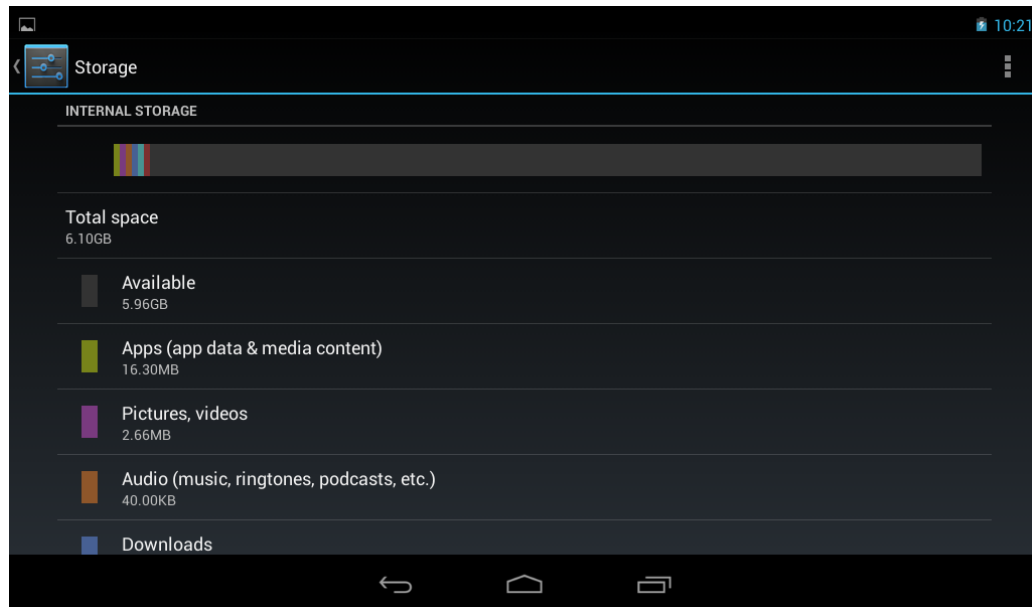 10:21
Storage
INTERNAL STORAGE
Total space
6.10GB
Available
5.96GB
Apps (app data & media content)
16.30MB
Pictures, videos
2.66MB
Audio (music, ringtones, podcasts, etc.)
40.00KB
Downloads